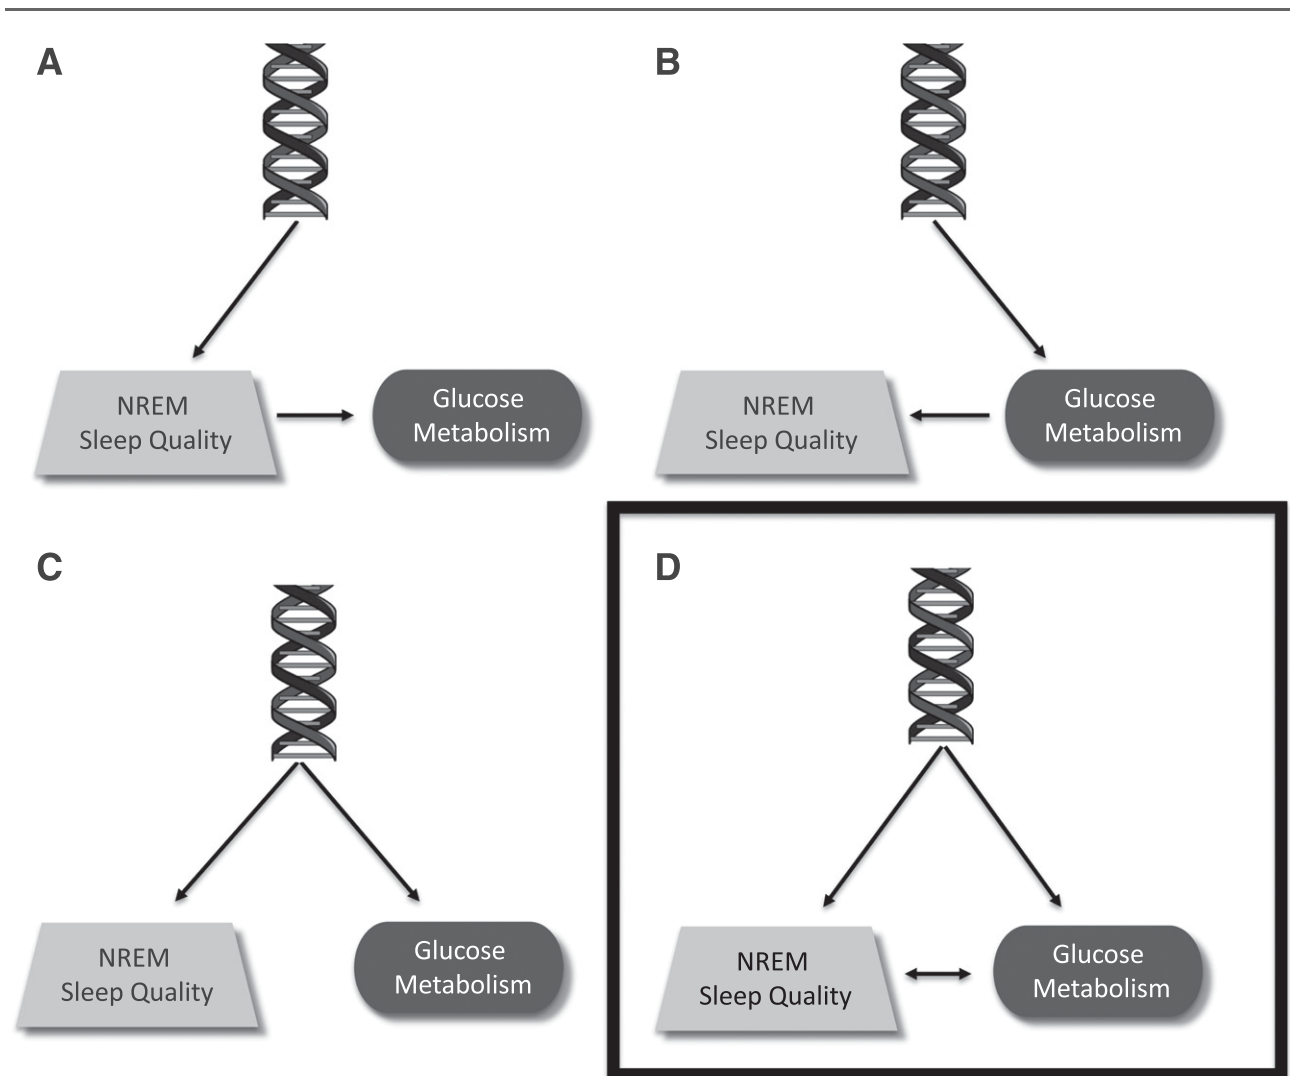 A
B
NREM
Sleep Quality
Glucose
Metabolism
NREM
Sleep Quality
Glucose
Metabolism
C
D
NREM
Sleep Quality
Glucose
Metabolism
NREM
Sleep Quality
Glucose
Metabolism